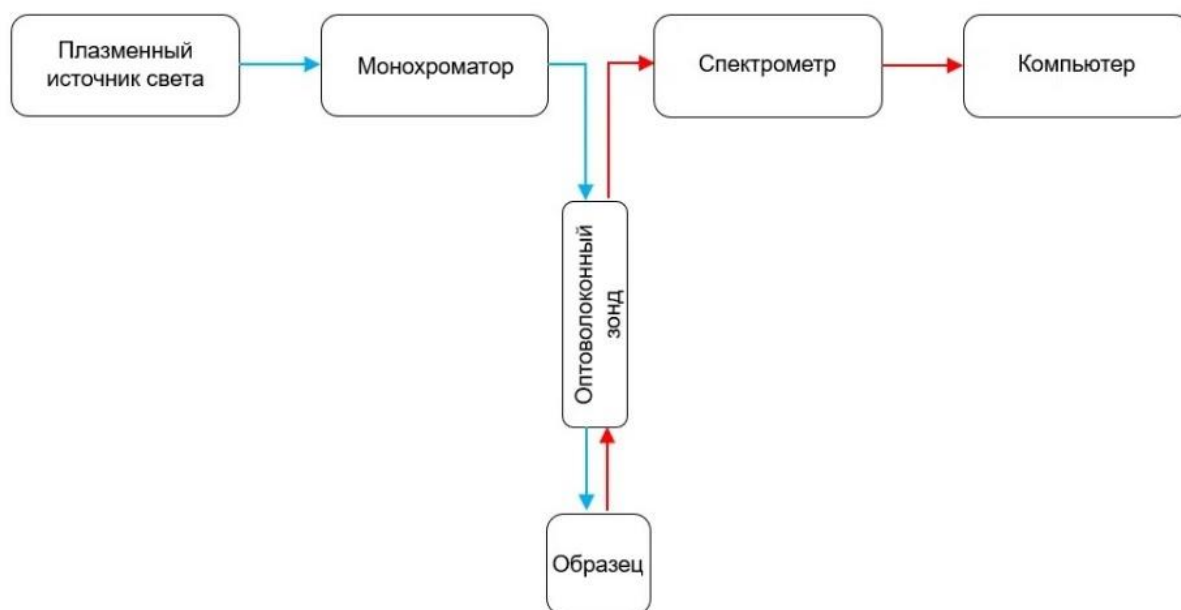 Плазменный
источник света
Монохроматор
Спектрометр
Компьютер
Оптоволоконный
зонд
Образец